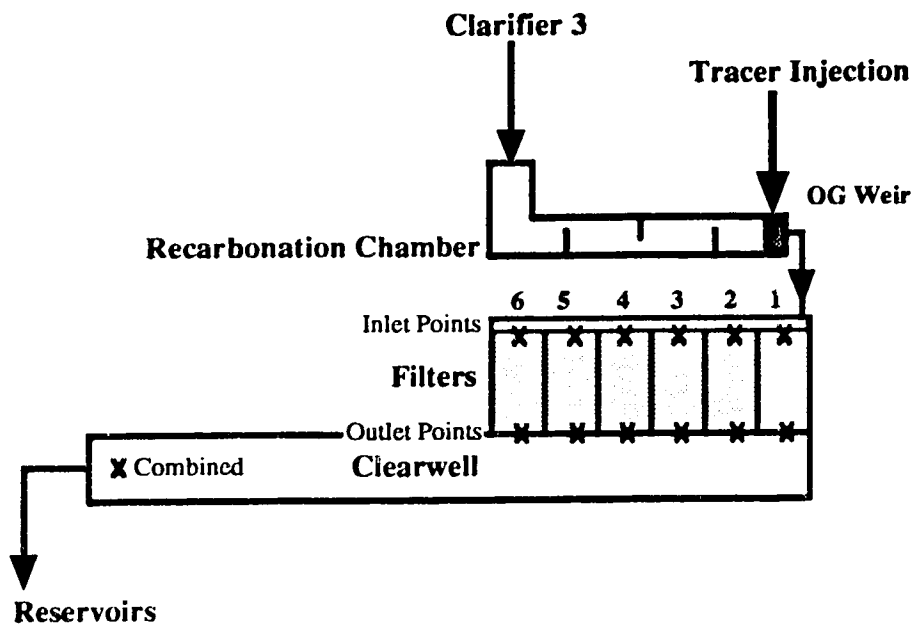 Clarifier 3
Tracer Injection
OG Weir
Recarbonation Chamber
6 5 4 3 2 1
Inlet Points
Filters
Outlet Points
X Combined
Clearwell
Reservoirs